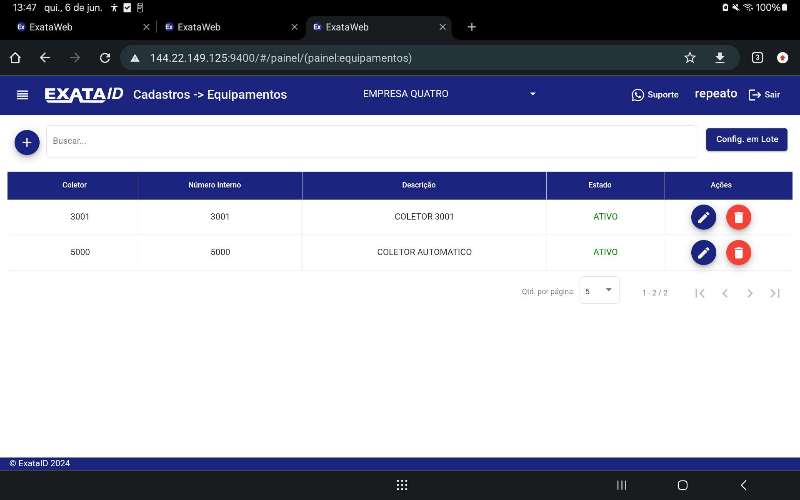 13:47 qui., 6 de jun. 100%
ExataWeb ExataWeb ExataWeb
144.22.149.125:9400/#/painel/(painel:equipamentos) 3
EXATAID Cadastros -> Equipamentos EMPRESA QUATRO Suporte repeato Sair
Buscar... Config. em Lote
Coletor Número Interno Descrição Estado Ações
3001 3001 COLETOR 3001 ATIVO
5000 5000 COLETOR AUTOMATICO ATIVO
Qtd. por página: 5 1 - 2 / 2
© ExataID 2024